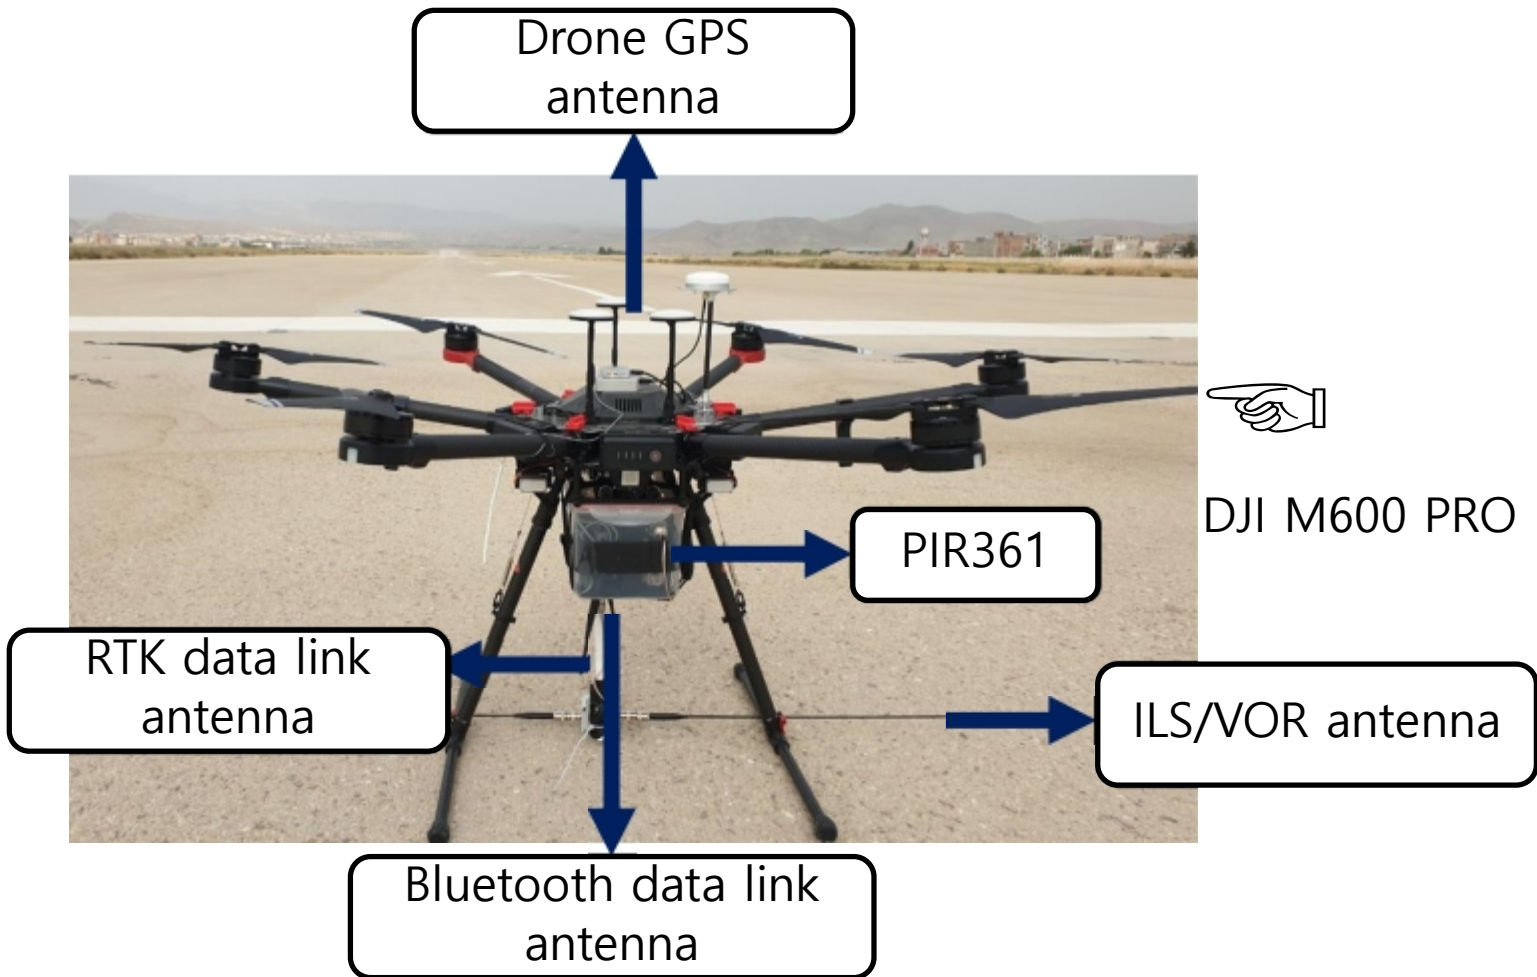 Drone GPS
antenna
DJI M600 PRO
PIR361
RTK data link
antenna
ILS/VOR antenna
Bluetooth data link
antenna